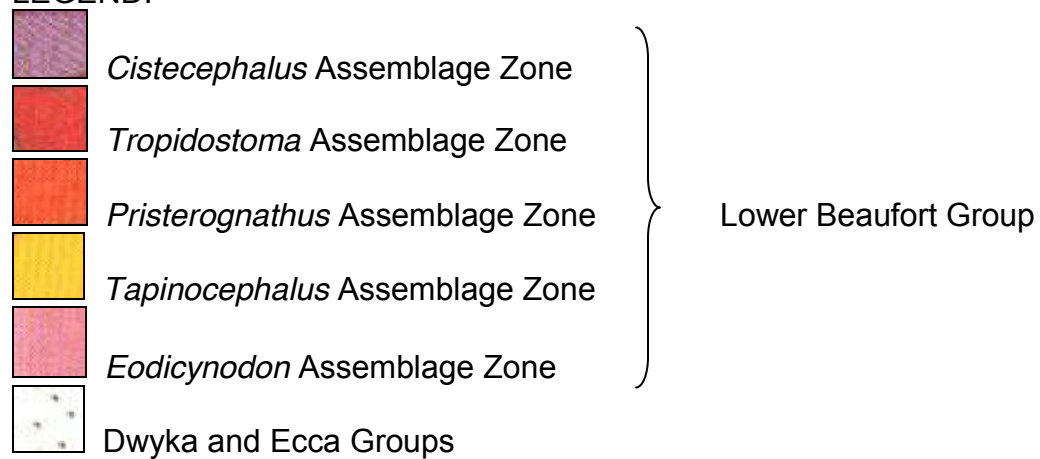 Cistecephalus Assemblage Zone
Tropidostoma Assemblage Zone
Pristerognathus Assemblage Zone
Lower Beaufort Group
Tapinocephalus Assemblage Zone
Eodicynodon Assemblage Zone
Dwyka and Ecca Groups